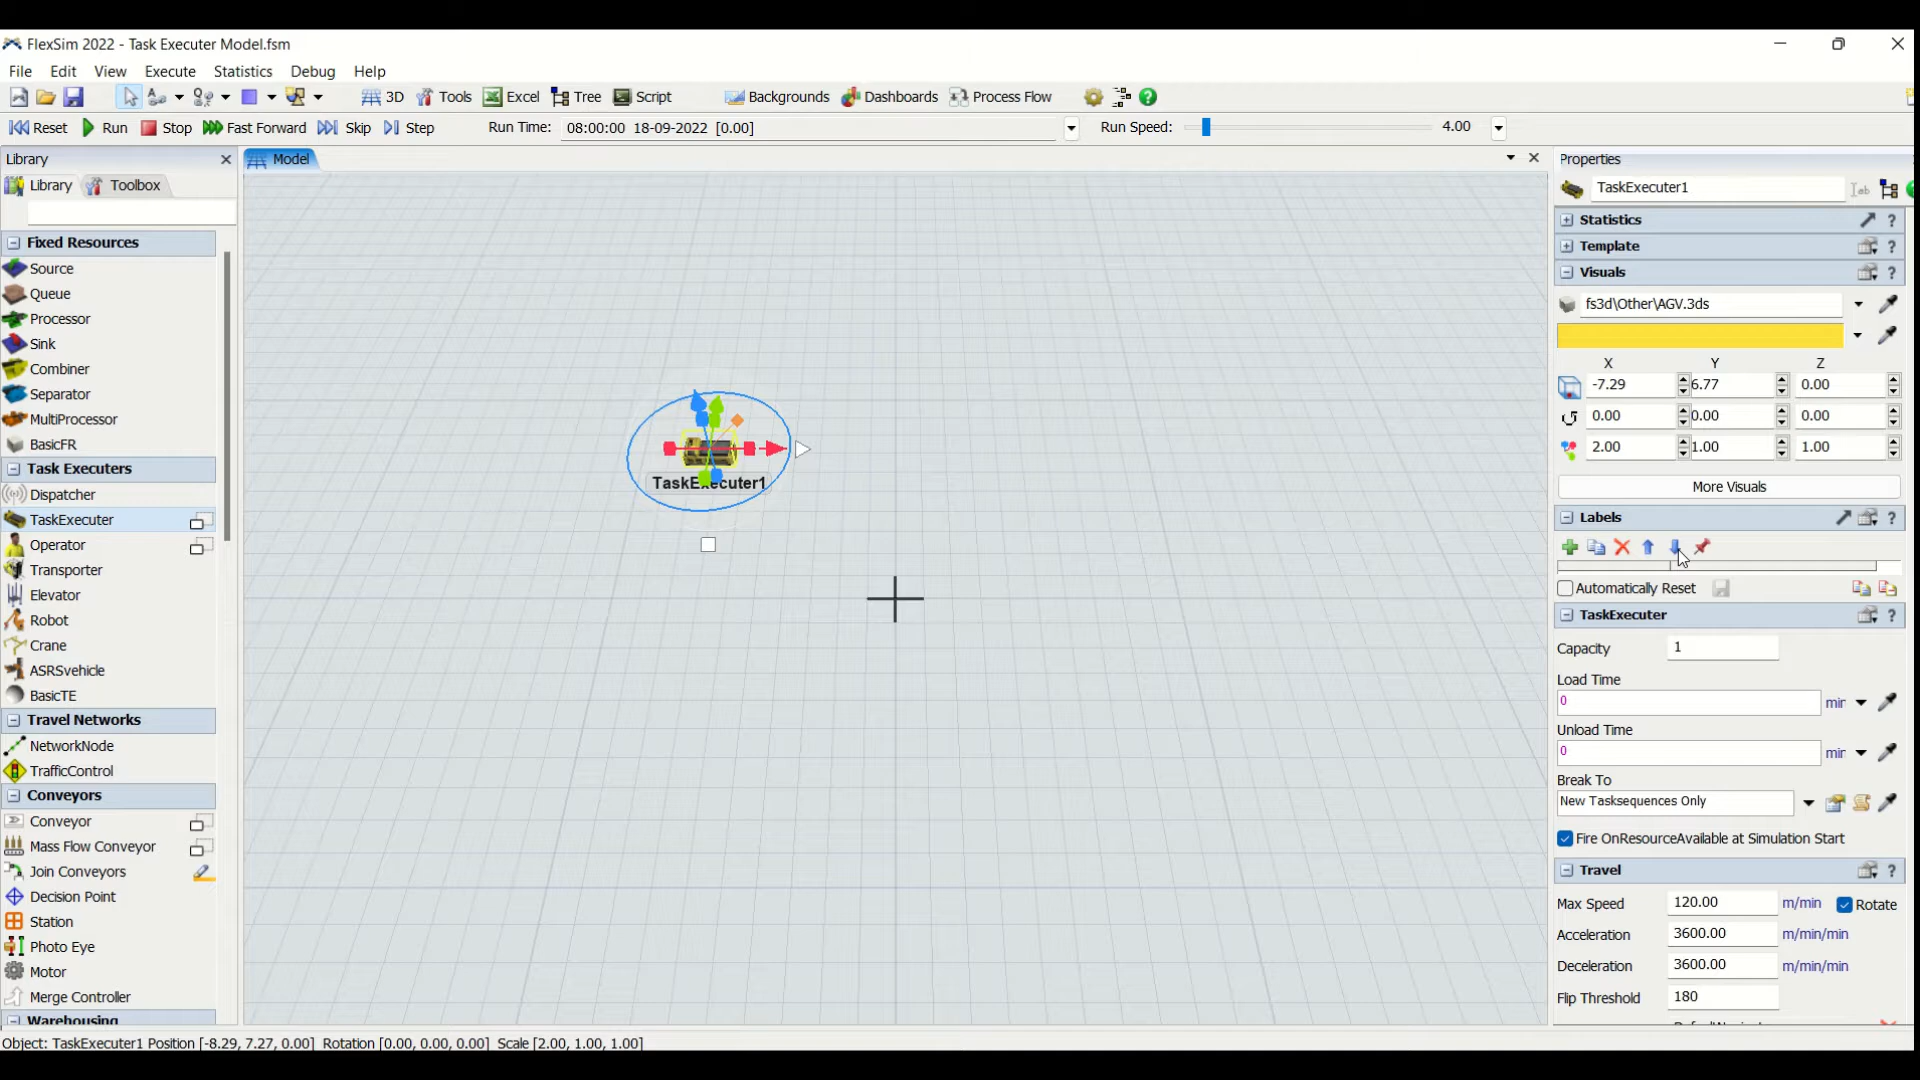 FlexSim 2022 - Task Executer Model.fsm
File Edit View Execute Statistics Debug Help
3D Tools Excel Tree Script Backgrounds Dashboards Process Flow
Reset Run Stop Fast Forward Skip Step Run Time: 08:00:00 18-09-2022 [0.00] Run Speed: 4.00
Library
Library Toolbox
Fixed Resources
Source
Queue
Processor
Sink
Combiner
Separator
MultiProcessor
BasicFR
Task Executers
Dispatcher
TaskExecuter
Operator
Transporter
Elevator
Robot
Crane
ASRSvehicle
BasicTE
Travel Networks
NetworkNode
TrafficControl
Conveyors
Conveyor
Mass Flow Conveyor
Join Conveyors
Decision Point
Station
Photo Eye
Motor
Merge Controller
Warehousing
Model
TaskExecuter1
Properties
TaskExecuter1
Statistics
Template
Visuals
fs3d\Other\AGV.3ds
X Y Z
-7.29 6.77 0.00
0.00 0.00 0.00
2.00 1.00 1.00
More Visuals
Labels
Automatically Reset
TaskExecuter
Capacity 1
Load Time
0 min
Unload Time
0 min
Break To
New Tasksequences Only
Fire OnResourceAvailable at Simulation Start
Travel
Max Speed 120.00 m/min Rotate
Acceleration 3600.00 m/min/min
Deceleration 3600.00 m/min/min
Flip Threshold 180
Object: TaskExecuter1 Position [-8.29, 7.27, 0.00] Rotation [0.00, 0.00, 0.00] Scale [2.00, 1.00, 1.00]